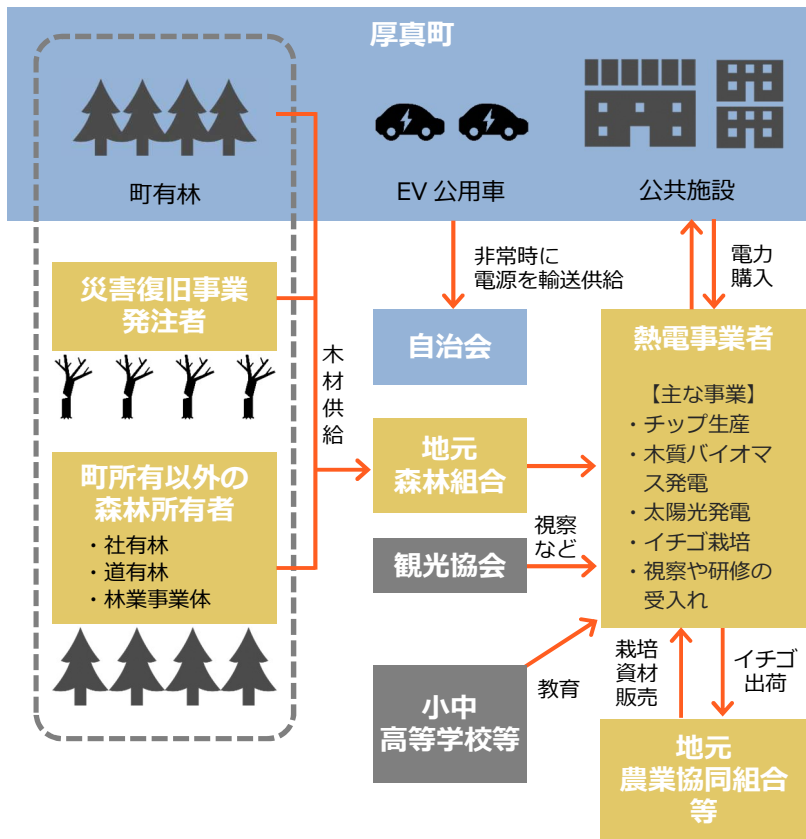 厚真町
町有林
EV 公用車
公共施設
災害復旧事業
発注者
非常時に
電源を輸送供給
電力
購入
自治会
熱電事業者
木
材
供
給
【主な事業】
・チップ生産
・木質バイオマ
ス発電
・太陽光発電
・イチゴ栽培
・視察や研修の
受入れ
地元
森林組合
町所有以外の
森林所有者
・社有林
・道有林
・林業事業体
視察
など
観光協会
教育
小中
高等学校等
栽培
資材
販売
イチゴ
出荷
地元
農業協同組合
等